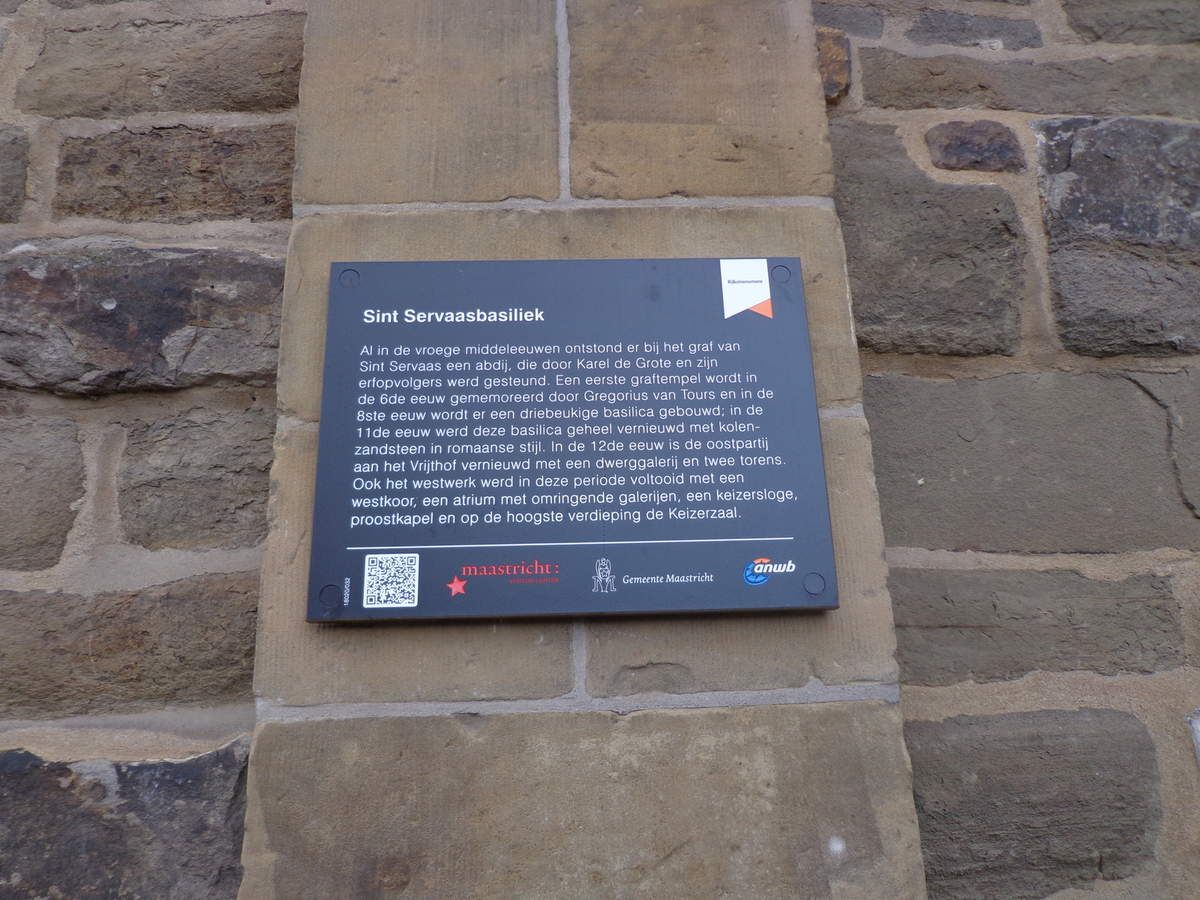 Rijksmonument
Sint Servaasbasiliek
Al in de vroege middeleeuwen ontstond er bij het graf van
Sint Servaas een abdij, die door Karel de Grote en zijn
erfopvolgers werd gesteund. Een eerste graftempel wordt in
de 6de eeuw gememoreerd door Gregorius van Tours en in de
8ste eeuw wordt er een driebeukige basilica gebouwd; in de
11de eeuw werd deze basilica geheel vernieuwd met kolen-
zandsteen in romaanse stijl. In de 12de eeuw is de oostpartij
aan het Vrijthof vernieuwd met een dwerggalerij en twee torens.
Ook het westwerk werd in deze periode voltooid met een
westkoor, een atrium met omringende galerijen, een keizersloge,
proostkapel en op de hoogste verdieping de Keizerzaal.
maastricht:
Gemeente Maastricht
anwb